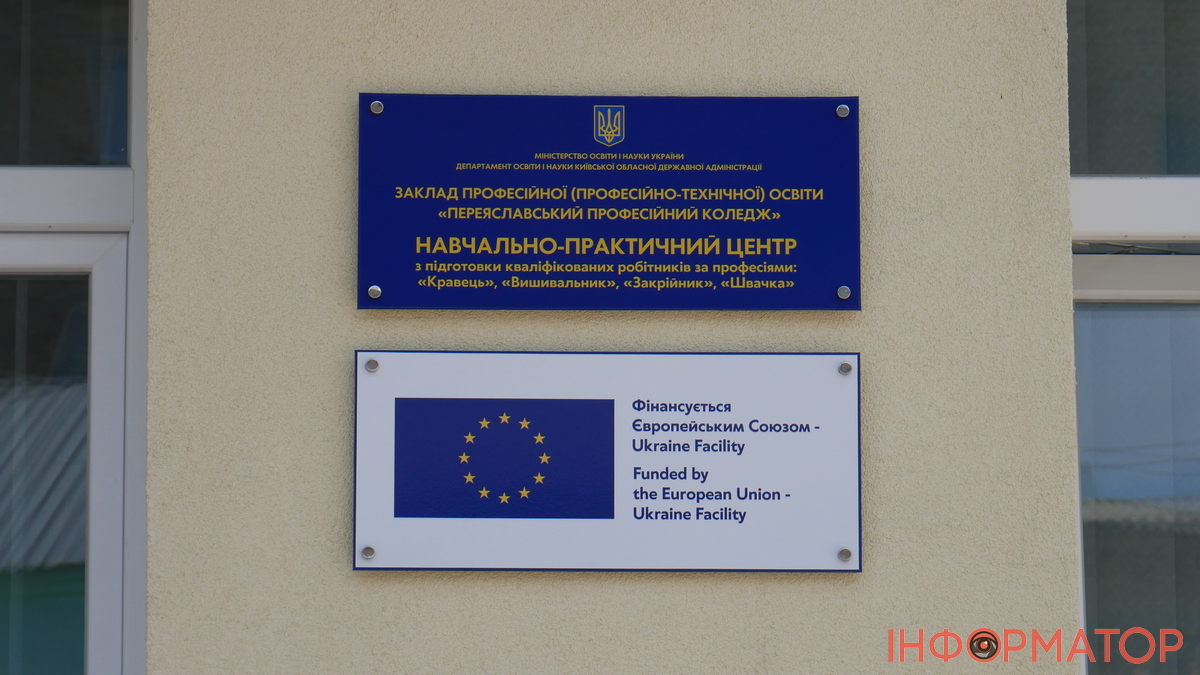 МІНІСТЕРСТВО ОСВІТИ І НАУКИ УКРАЇНИ
ДЕПАРТАМЕНТ ОСВІТИ І НАУКИ КИЇВСЬКОЇ ОБЛАСНОЇ ДЕРЖАВНОЇ АДМІНІСТРАЦІЇ
ЗАКЛАД ПРОФЕСІЙНОЇ (ПРОФЕСІЙНО-ТЕХНІЧНОЇ) ОСВІТИ
«ПЕРЕЯСЛАВСЬКИЙ ПРОФЕСІЙНИЙ КОЛЕДЖ»
НАВЧАЛЬНО-ПРАКТИЧНИЙ ЦЕНТР
з підготовки кваліфікованих робітників за професіями:
«Кравець», «Вишивальник», «Закрійник», «Швачка»
Фінансується
Європейським Союзом -
Ukraine Facility
Funded by
the European Union -
Ukraine Facility
ІНФОРМАТОР